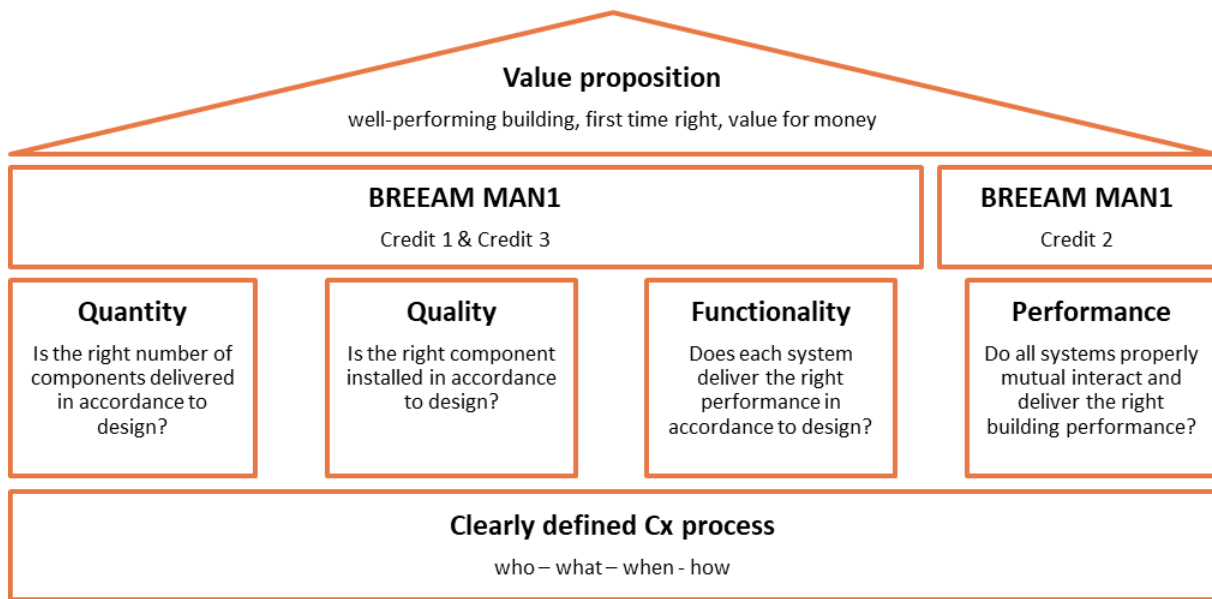 Value proposition
well-performing building, first time right, value for money
BREEAM MAN1
Credit 1 & Credit 3
BREEAM MAN1
Credit 2
Quantity
Is the right number of
components delivered
in accordance to
design?
Quality
Is the right component
installed in accordance
to design?
Functionality
Does each system
deliver the right
performance in
accordance to design?
Performance
Do all systems properly
mutual interact and
deliver the right
building performance?
Clearly defined Cx process
who – what – when - how